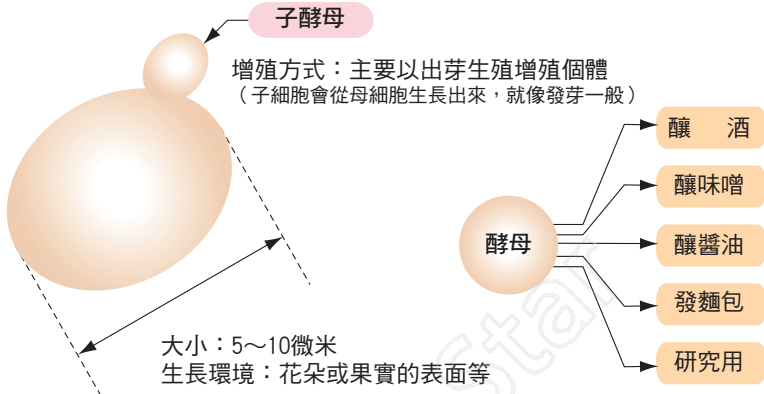 子酵母
增殖方式：主要以出芽生殖增殖個體
（子細胞會從母細胞生長出來，就像發芽一般）
大小：5～10微米
生長環境：花朵或果實的表面等
酵母
釀　酒
釀味噌
釀醬油
發麵包
研究用
Star